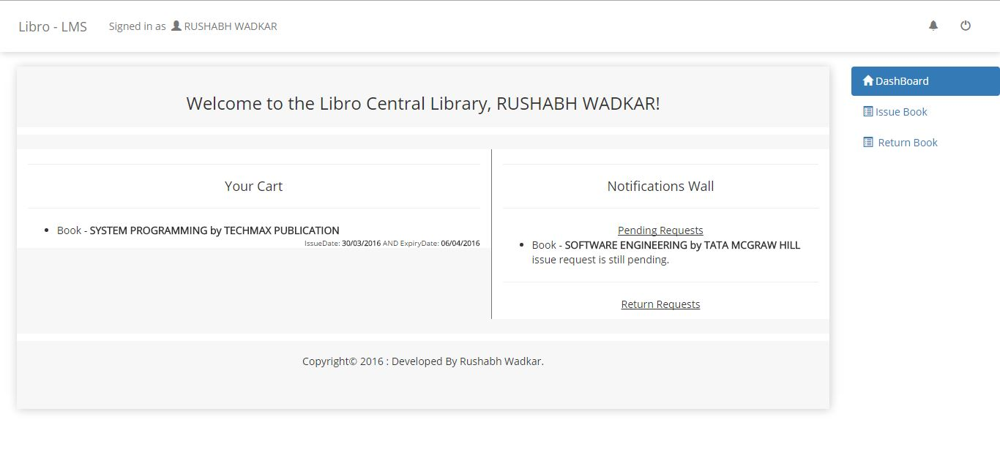 Libro - LMS
Signed in as RUSHABH WADKAR
Welcome to the Libro Central Library, RUSHABH WADKAR!
Your Cart
Book - SYSTEM PROGRAMMING by TECHMAX PUBLICATION
IssueDate: 30/03/2016 AND ExpiryDate: 06/04/2016
Notifications Wall
Pending Requests
Book - SOFTWARE ENGINEERING by TATA MCGRAW HILL
issue request is still pending.
Return Requests
Copyright© 2016 : Developed By Rushabh Wadkar.
DashBoard
Issue Book
Return Book